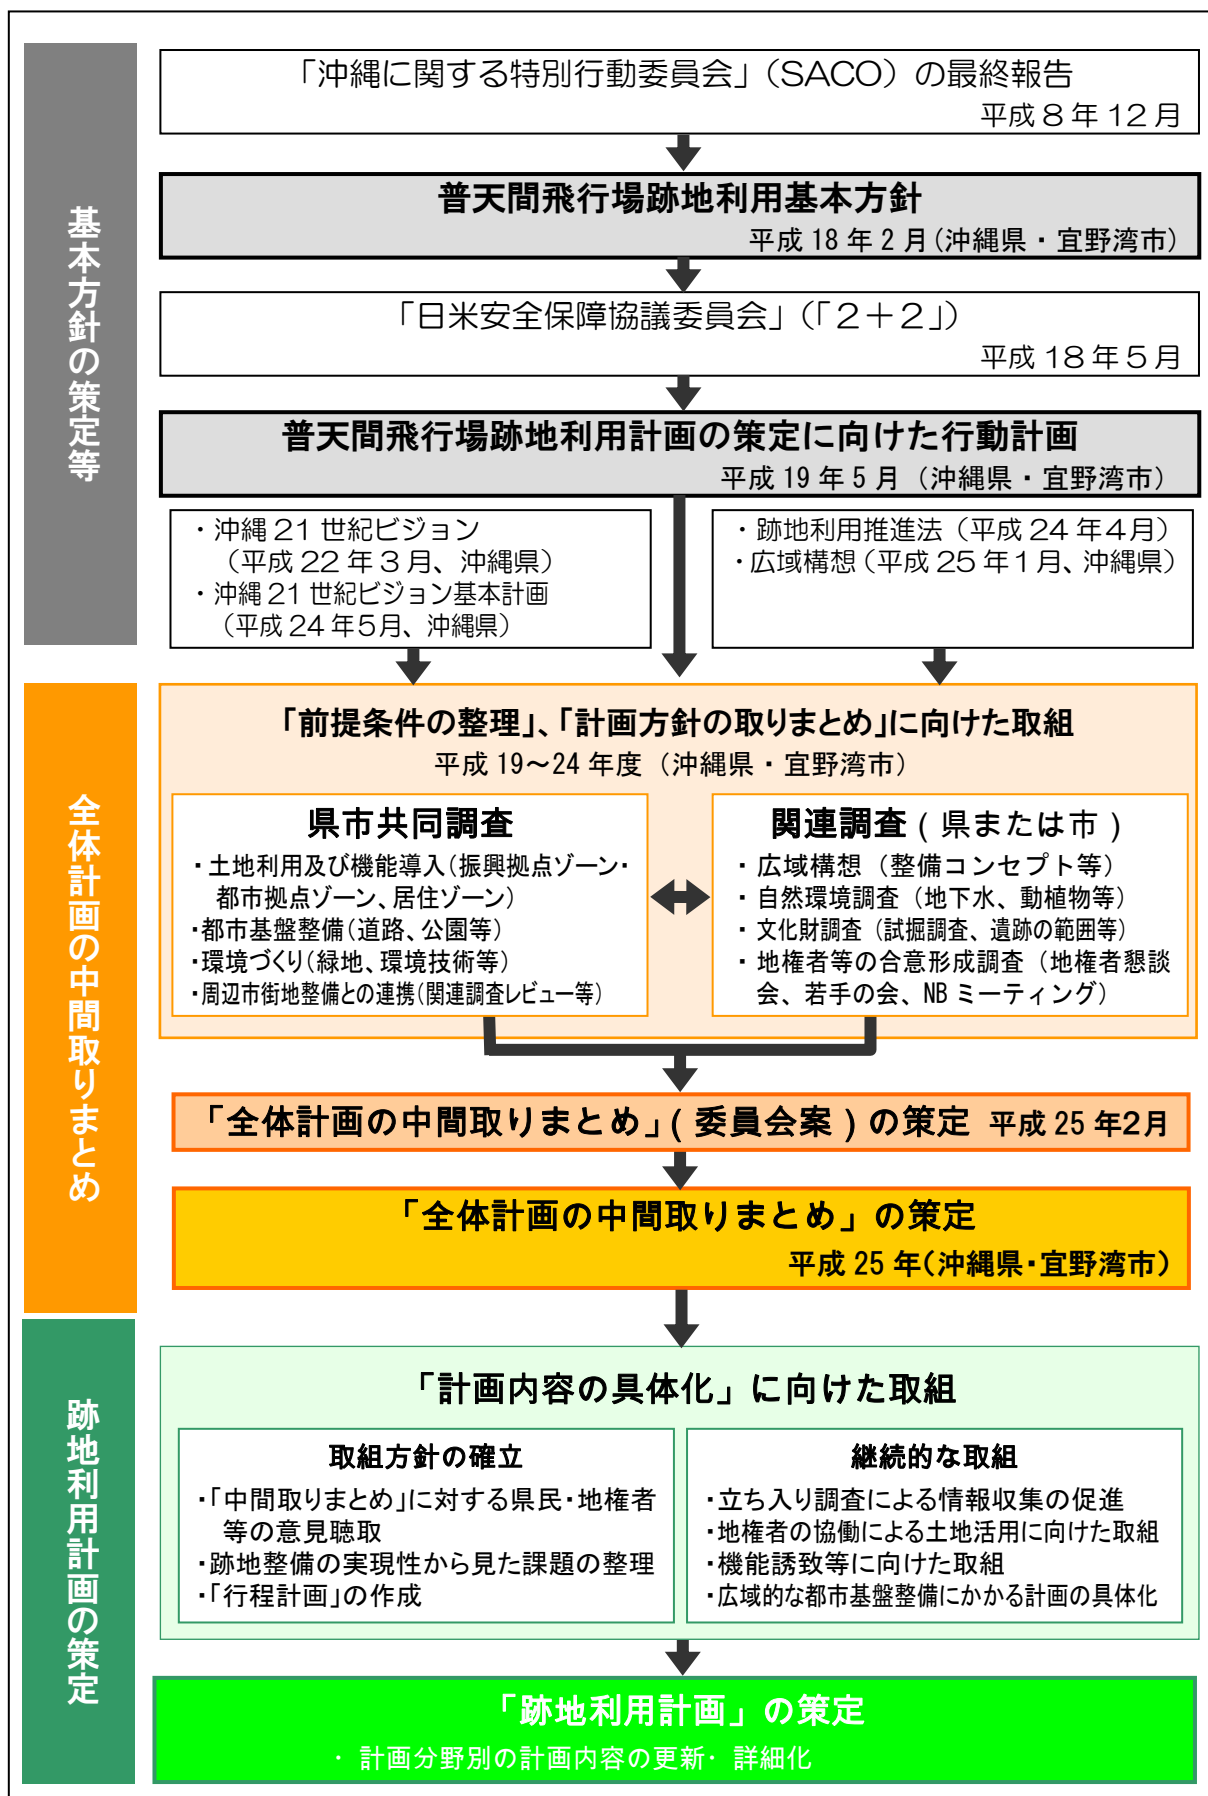 基本方針の策定等
「沖縄に関する特別行動委員会」(SACO)の最終報告
平成8年12月
普天間飛行場跡地利用基本方針
平成18年2月(沖縄県・宜野湾市)
「日米安全保障協議委員会」(「2+2」)
平成18年5月
普天間飛行場跡地利用計画の策定に向けた行動計画
平成19年5月(沖縄県・宜野湾市)
・沖縄21世紀ビジョン
(平成22年3月、沖縄県)
・沖縄21世紀ビジョン基本計画
(平成24年5月、沖縄県)
・跡地利用推進法(平成24年4月)
・広域構想(平成25年1月、沖縄県)
全体計画の中間取りまとめ
「前提条件の整理」、「計画方針の取りまとめ」に向けた取組
平成19~24年度(沖縄県・宜野湾市)
県市共同調査
・土地利用及び機能導入(振興拠点ゾーン・
都市拠点ゾーン、居住ゾーン)
・都市基盤整備(道路、公園等)
・環境づくり(緑地、環境技術等)
・周辺市街地整備との連携(関連調査レビュー等)
関連調査(県または市)
・広域構想(整備コンセプト等)
・自然環境調査(地下水、動植物等)
・文化財調査(試掘調査、遺跡の範囲等)
・地権者等の合意形成調査(地権者懇談
会、若手の会、NBミーティング)
「全体計画の中間取りまとめ」(委員会案)の策定 平成25年2月
「全体計画の中間取りまとめ」の策定
平成25年(沖縄県・宜野湾市)
跡地利用計画の策定
「計画内容の具体化」に向けた取組
取組方針の確立
・「中間取りまとめ」に対する県民・地権者
等の意見聴取
・跡地整備の実現性から見た課題の整理
・「行程計画」の作成
継続的な取組
・立ち入り調査による情報収集の促進
・地権者の協働による土地活用に向けた取組
・機能誘致等に向けた取組
・広域的な都市基盤整備にかかる計画の具体化
「跡地利用計画」の策定
・計画分野別の計画内容の更新・詳細化